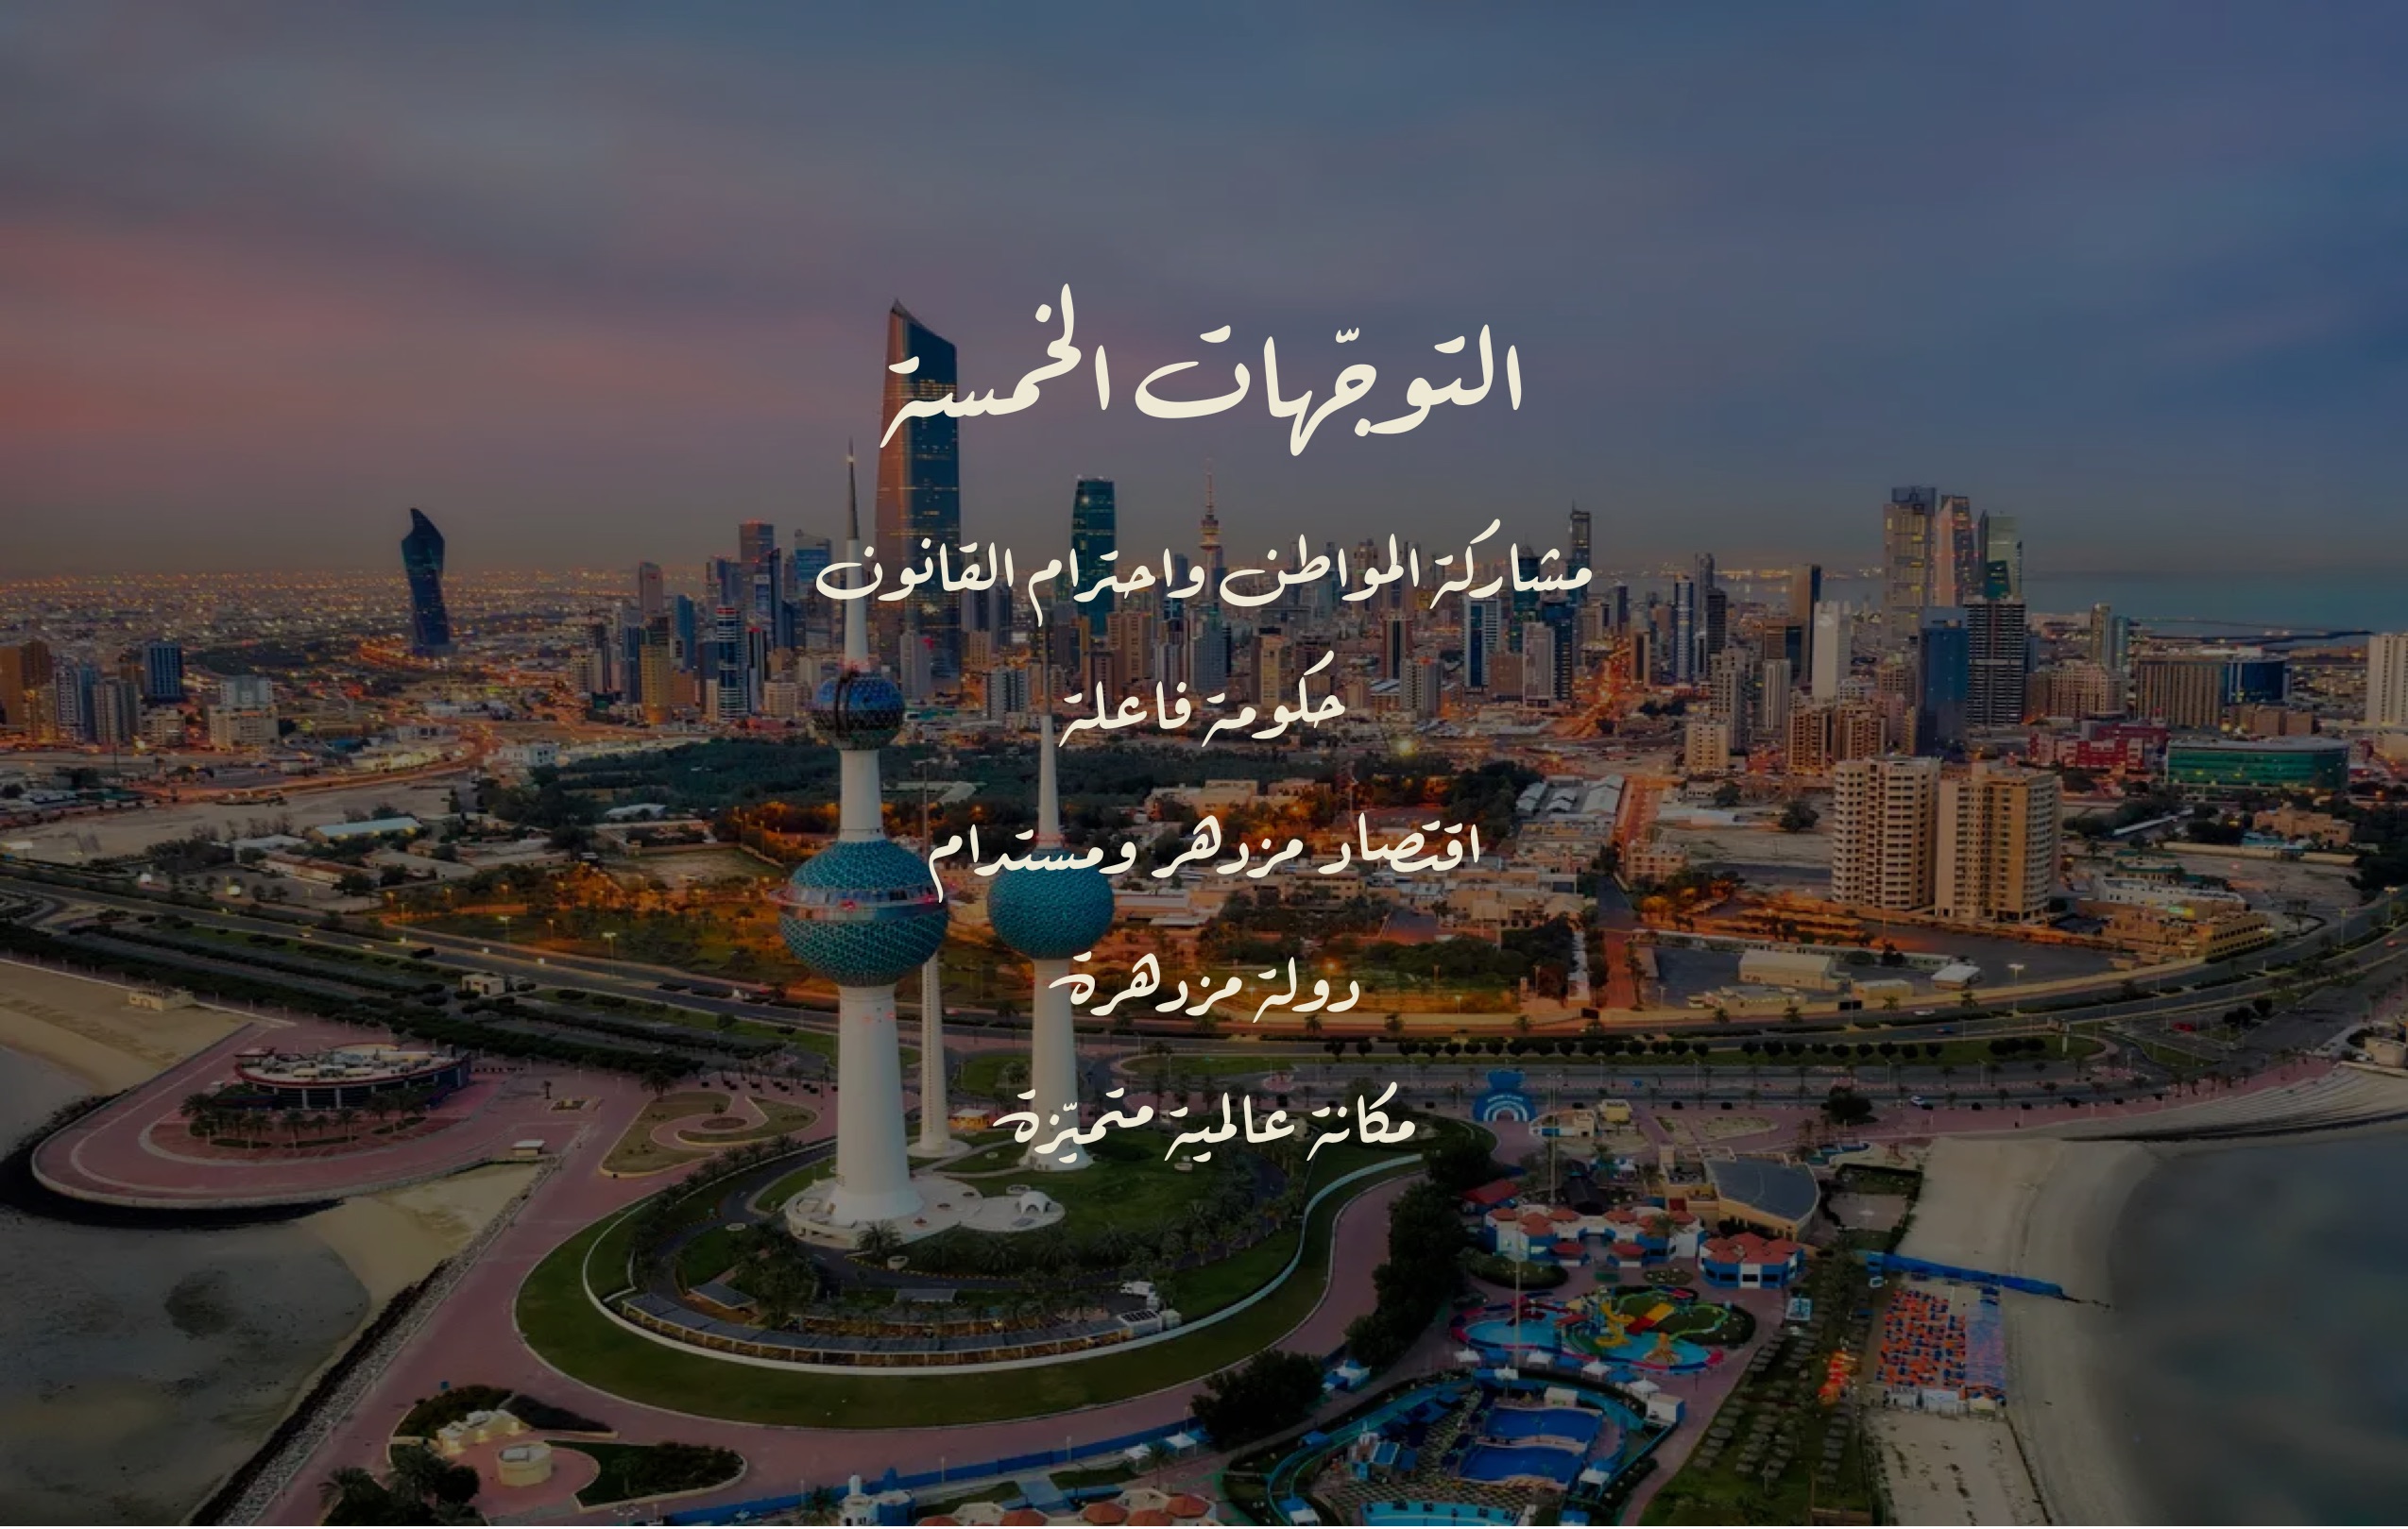 التوجّهات الخمسة
مشاركة المواطن واحترام القانون
حكومة فاعلة
اقتصاد مزدهر ومستدام
دولة مزدهرة
مكانة عالمية متميّزة